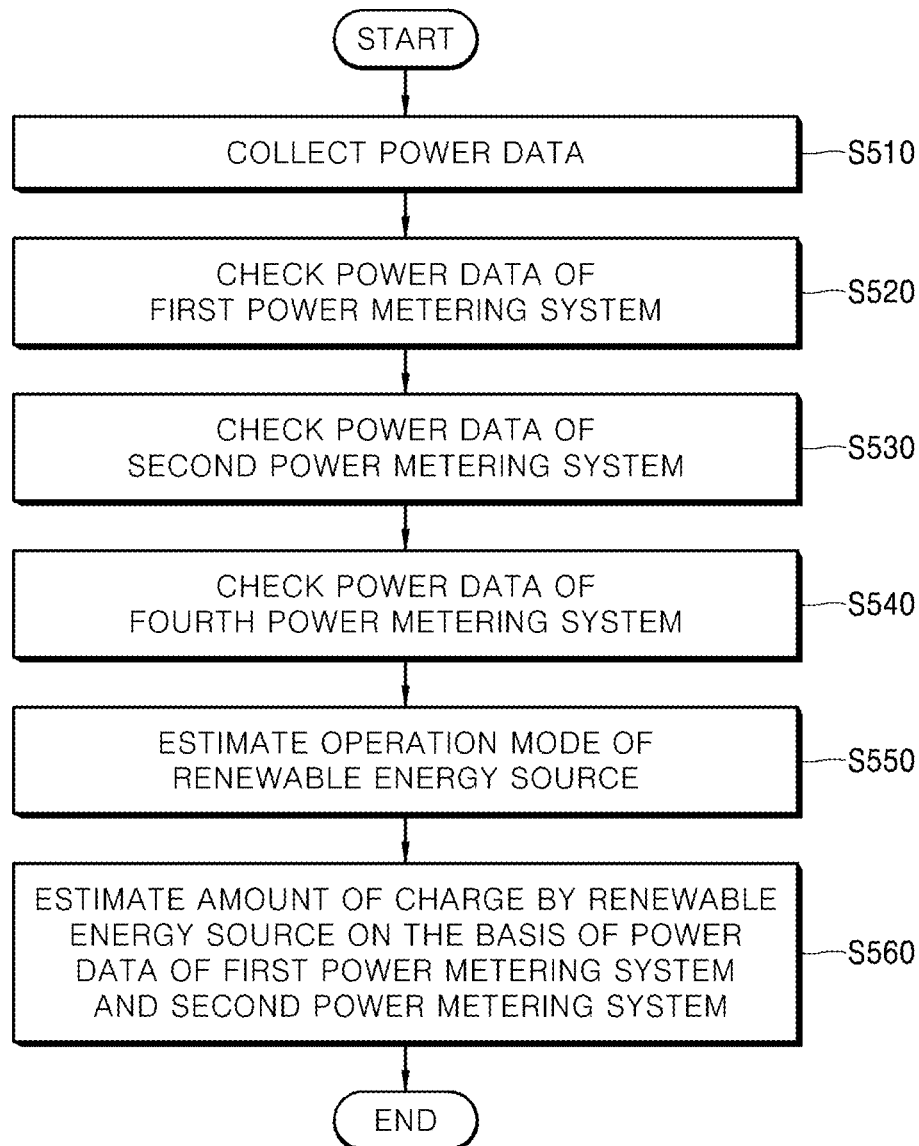 START
COLLECT POWER DATA
S510
CHECK POWER DATA OF
FIRST POWER METERING SYSTEM
S520
CHECK POWER DATA OF
SECOND POWER METERING SYSTEM
S530
CHECK POWER DATA OF
FOURTH POWER METERING SYSTEM
S540
ESTIMATE OPERATION MODE OF
RENEWABLE ENERGY SOURCE
S550
ESTIMATE AMOUNT OF CHARGE BY RENEWABLE
ENERGY SOURCE ON THE BASIS OF POWER
DATA OF FIRST POWER METERING SYSTEM
AND SECOND POWER METERING SYSTEM
S560
END